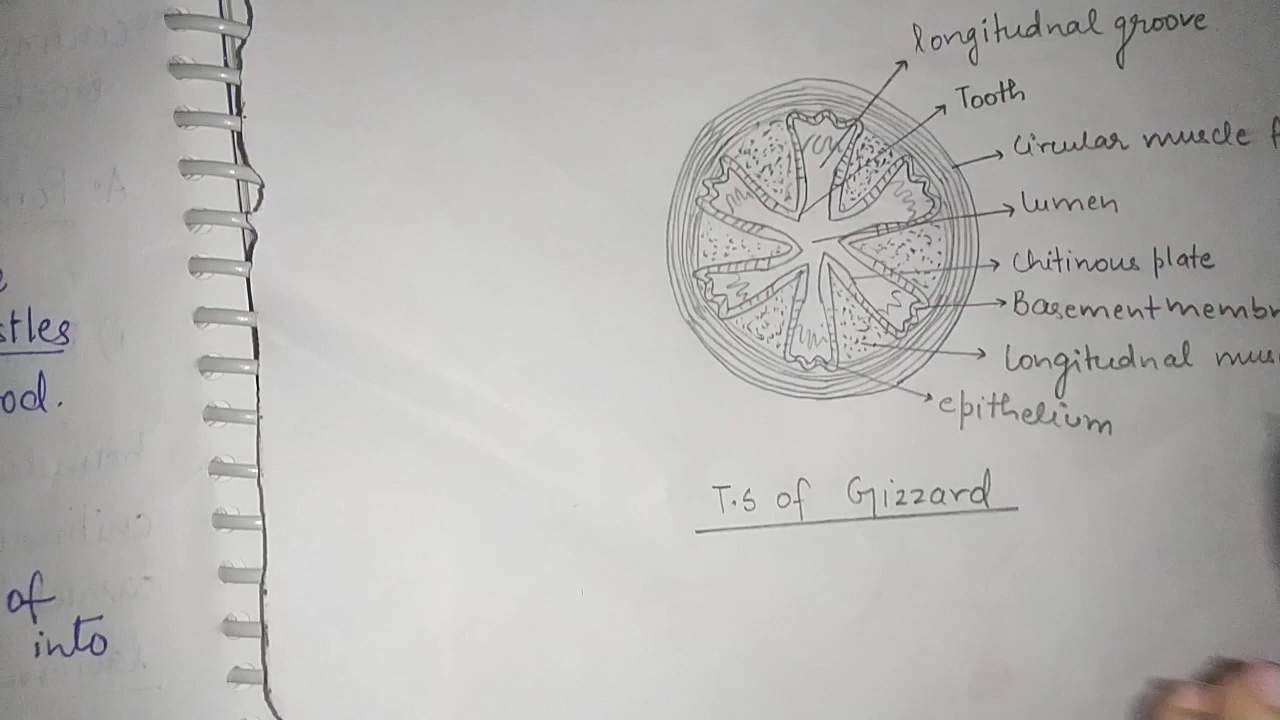 longitudnal groove
Tooth
Circular muscle f
lumen
chitinous plate
Basement membr
longitudnal mus
epithelium
T.S of Gizzard
stles
od.
of
into